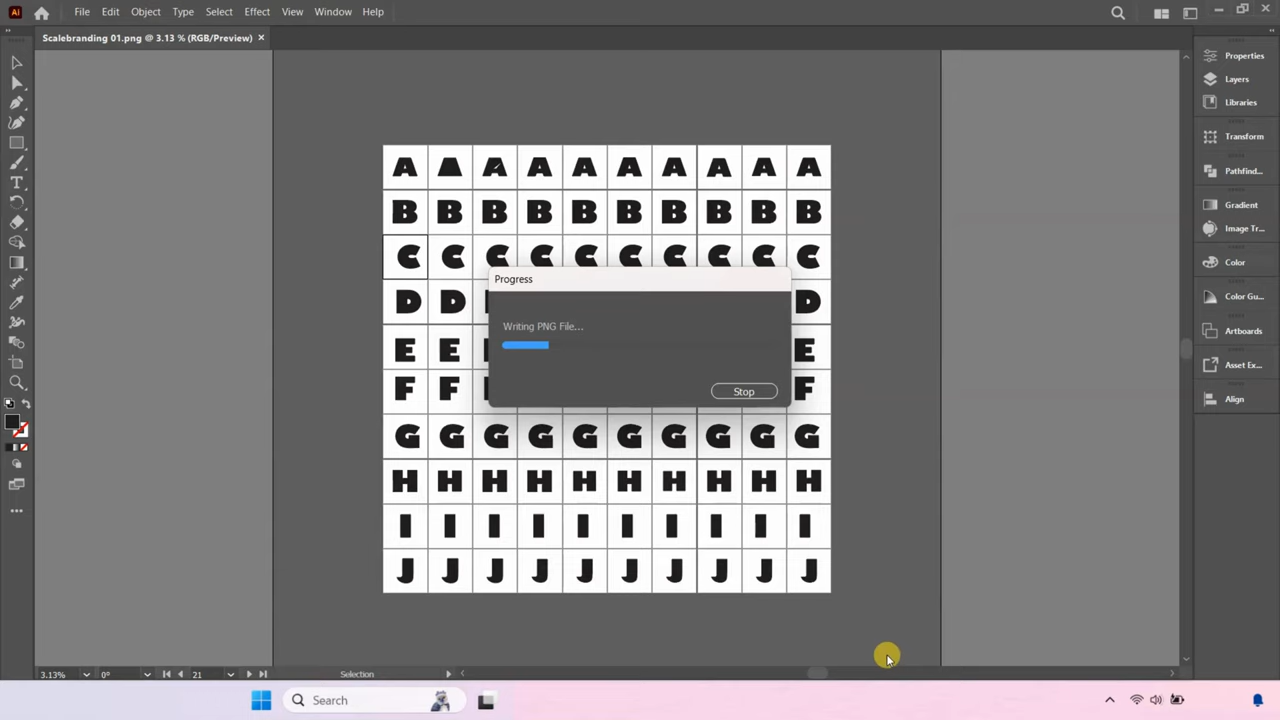 Ai File Edit Object Type Select Effect View Window Help
Scalebranding 01.png @ 3.13 % (RGB/Preview) ×
Properties
Layers
Libraries
Transform
Pathfind...
Gradient
Image Tr...
Color
Color Gu...
Artboards
Asset Ex...
Align
A A A A A A A A A
B B B B B B B B B B
C C C C C C C C C C
D D D
E E E
F F F
G G G G G G G G G G
H H H H H H H H H H
I I I I I I I I I I
J J J J J J J J J J
Progress
Writing PNG File...
Stop
3.13% 0° 21 Selection
Search